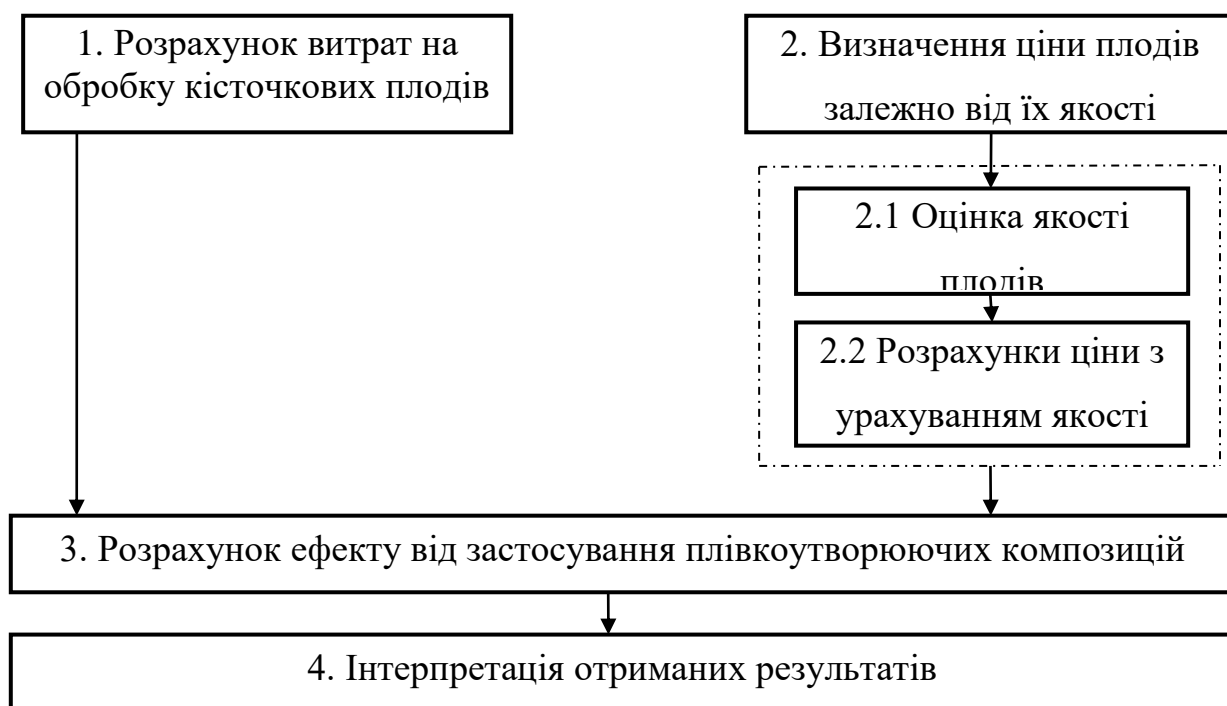 1. Розрахунок витрат на
обробку кісточкових плодів
2. Визначення ціни плодів
залежно від їх якості
2.1 Оцінка якості
плодів
2.2 Розрахунки ціни з
урахуванням якості
3. Розрахунок ефекту від застосування плівкоутворюючих композицій
4. Інтерпретація отриманих результатів